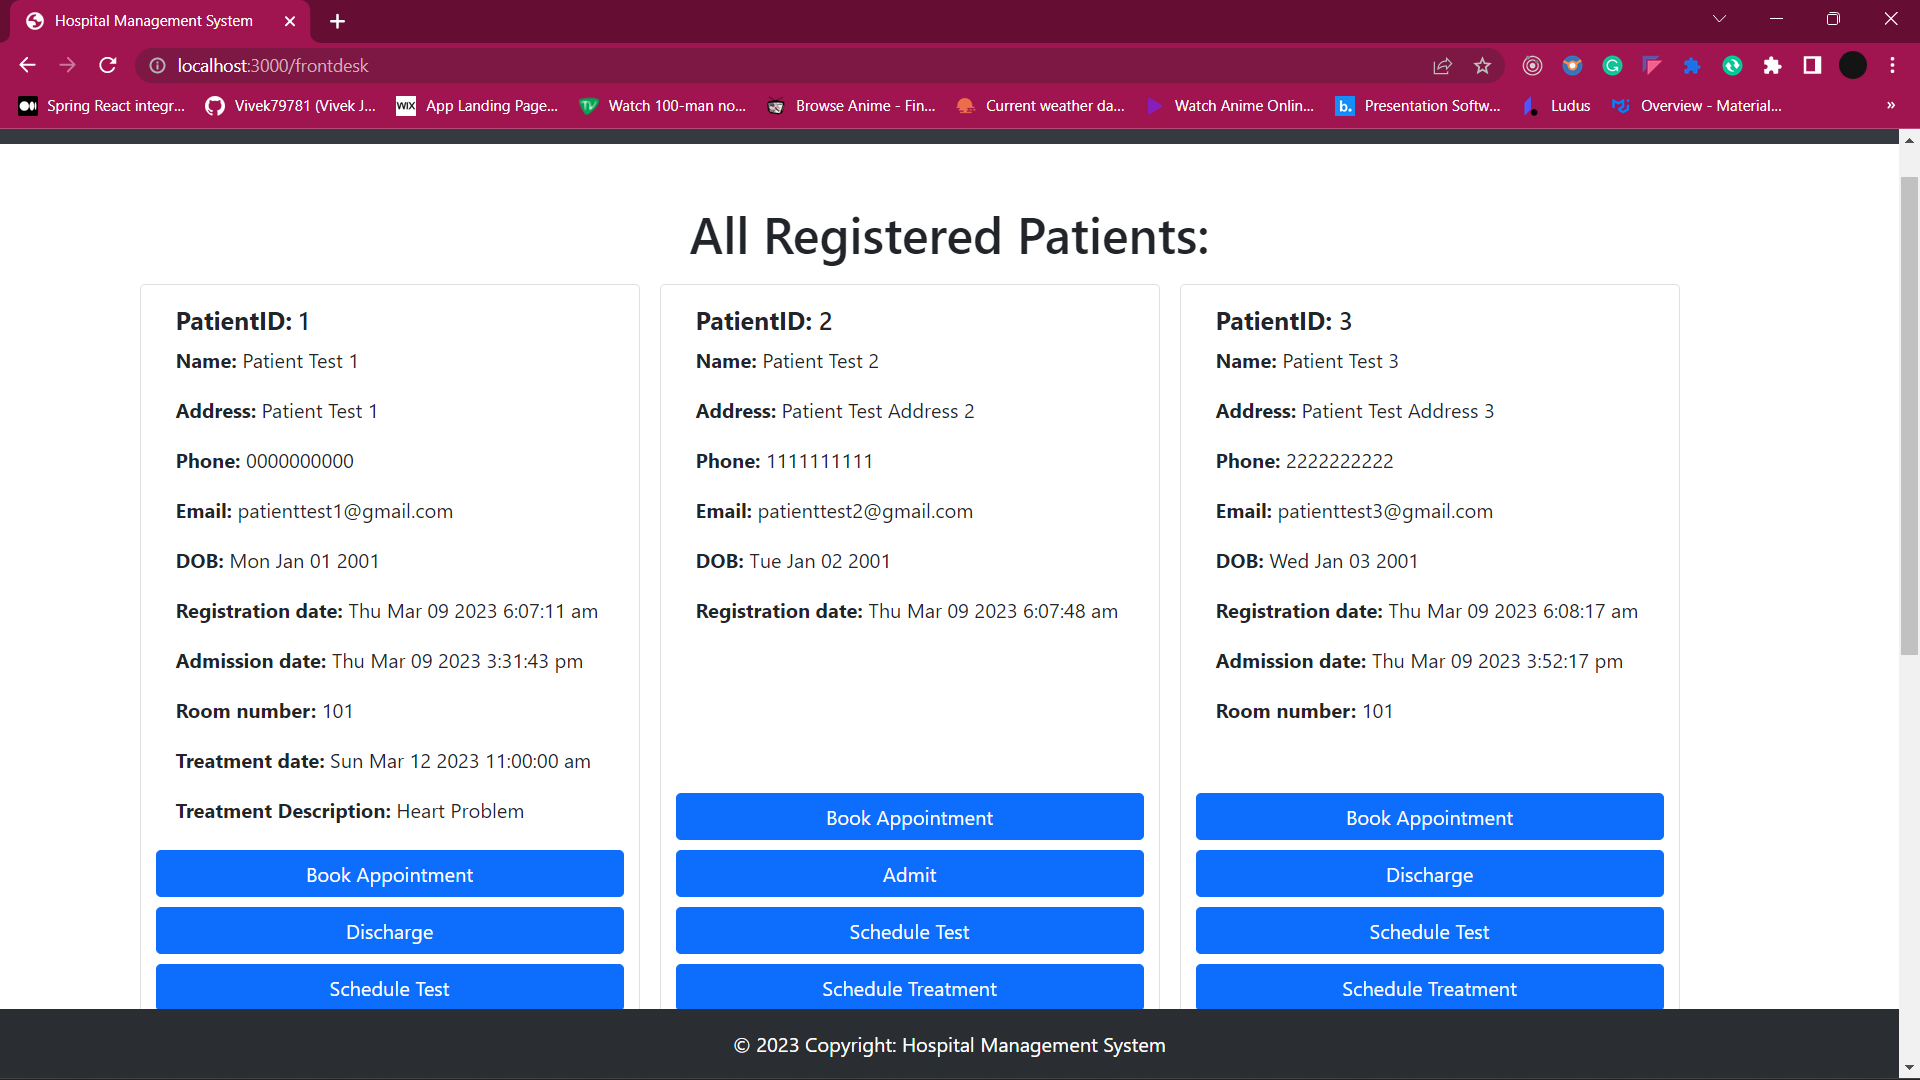 Hospital Management System
localhost:3000/frontdesk
Spring React integr... Vivek79781 (Vivek J... WIX App Landing Page... TV Watch 100-man no... Browse Anime - Fin... Current weather da... Watch Anime Onlin... b. Presentation Softw... Ludus Overview - Material... »
All Registered Patients:
PatientID: 1
Name: Patient Test 1
Address: Patient Test 1
Phone: 0000000000
Email: patienttest1@gmail.com
DOB: Mon Jan 01 2001
Registration date: Thu Mar 09 2023 6:07:11 am
Admission date: Thu Mar 09 2023 3:31:43 pm
Room number: 101
Treatment date: Sun Mar 12 2023 11:00:00 am
Treatment Description: Heart Problem
Book Appointment
Discharge
Schedule Test
PatientID: 2
Name: Patient Test 2
Address: Patient Test Address 2
Phone: 1111111111
Email: patienttest2@gmail.com
DOB: Tue Jan 02 2001
Registration date: Thu Mar 09 2023 6:07:48 am
Book Appointment
Admit
Schedule Test
Schedule Treatment
PatientID: 3
Name: Patient Test 3
Address: Patient Test Address 3
Phone: 2222222222
Email: patienttest3@gmail.com
DOB: Wed Jan 03 2001
Registration date: Thu Mar 09 2023 6:08:17 am
Admission date: Thu Mar 09 2023 3:52:17 pm
Room number: 101
Book Appointment
Discharge
Schedule Test
Schedule Treatment
© 2023 Copyright: Hospital Management System